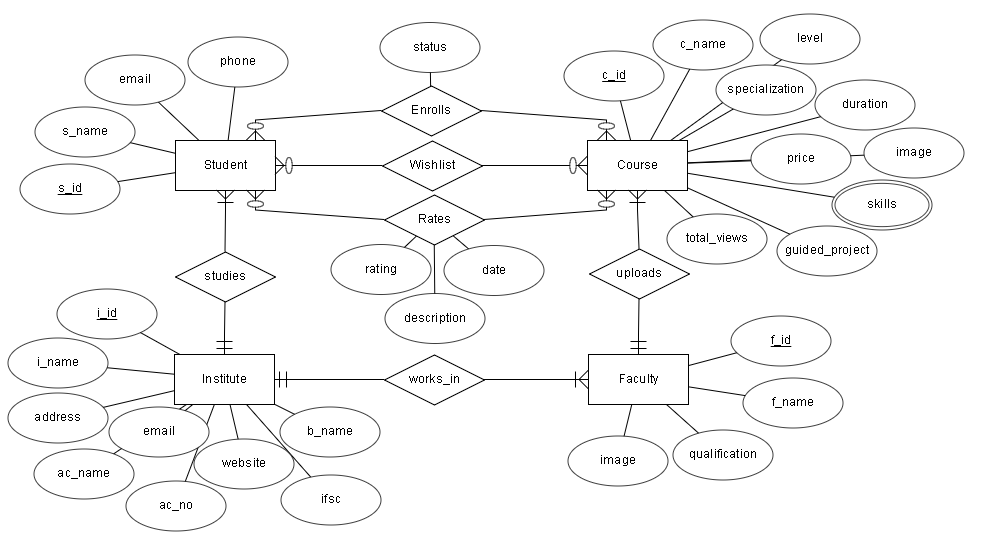 status
level
c_name
phone
c_id
email
specialization
duration
Enrolls
s_name
image
price
Student
Wishlist
Course
s_id
skills
Rates
total_views
guided_project
rating
date
studies
uploads
i_id
description
f_id
i_name
Institute
works_in
Faculty
f_name
address
email
b_name
qualification
image
website
ac_name
ifsc
ac_no